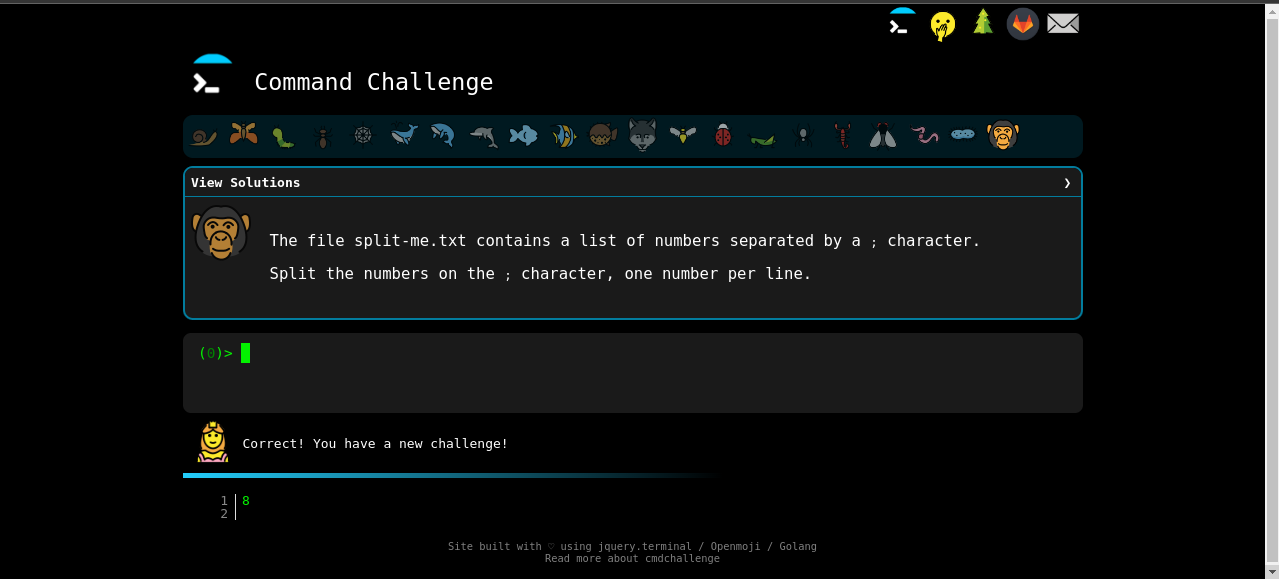 Command Challenge
View Solutions ❯
The file split-me.txt contains a list of numbers separated by a ; character.
Split the numbers on the ; character, one number per line.
(0)>
Correct! You have a new challenge!
1 8
2
Site built with ♡ using jquery.terminal / Openmoji / Golang
Read more about cmdchallenge